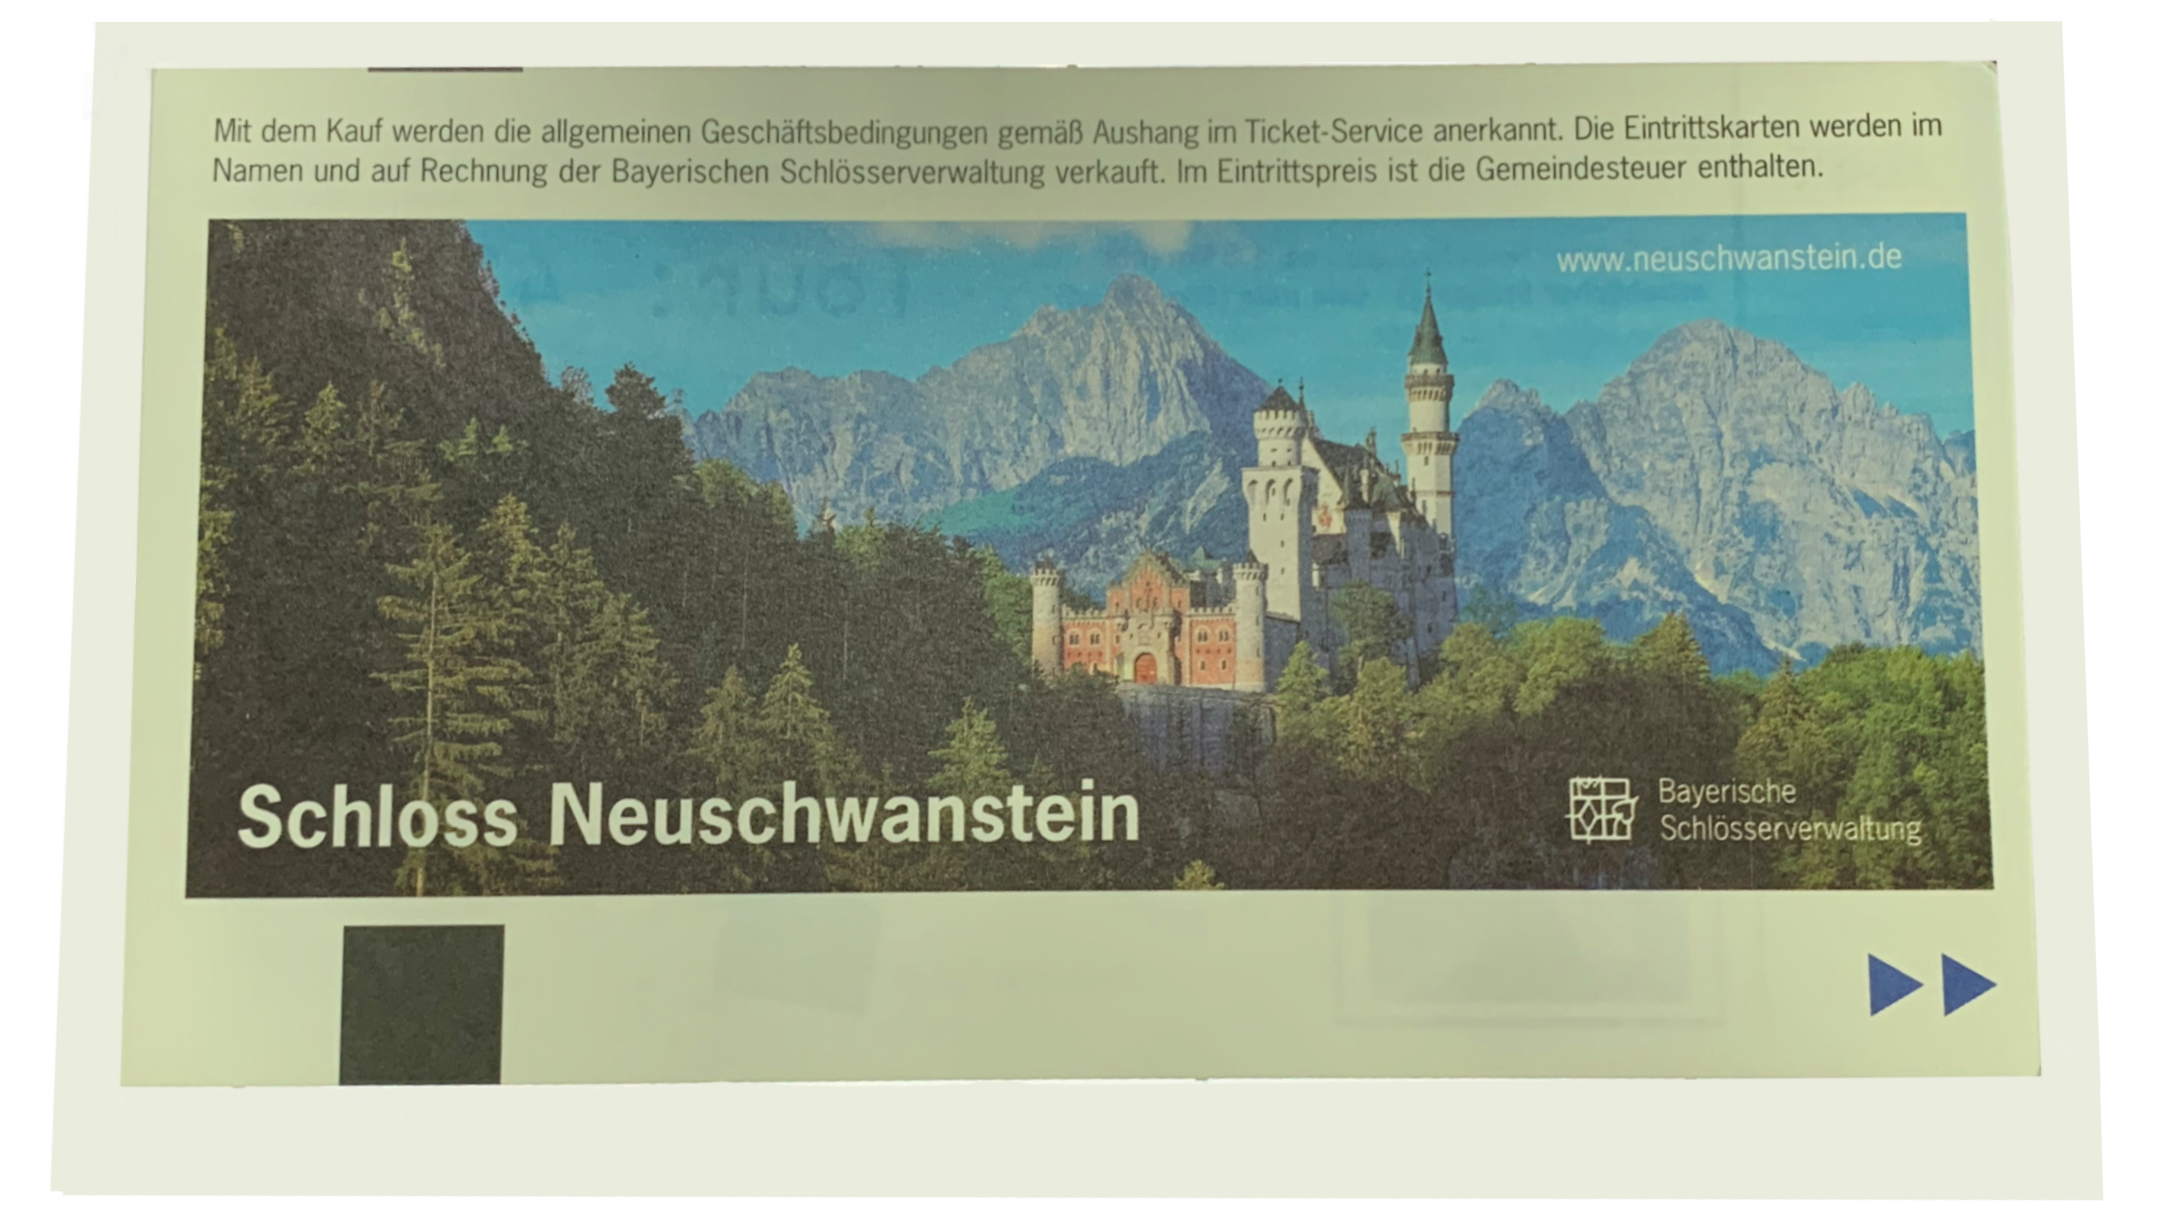 Mit dem Kauf werden die allgemeinen Geschäftsbedingungen gemäß Aushang im Ticket-Service anerkannt. Die Eintrittskarten werden im
Namen und auf Rechnung der Bayerischen Schlösserverwaltung verkauft. Im Eintrittspreis ist die Gemeindesteuer enthalten.
www.neuschwanstein.de
Tour: 4
Schloss Neuschwanstein
Bayerische
Schlösserverwaltung